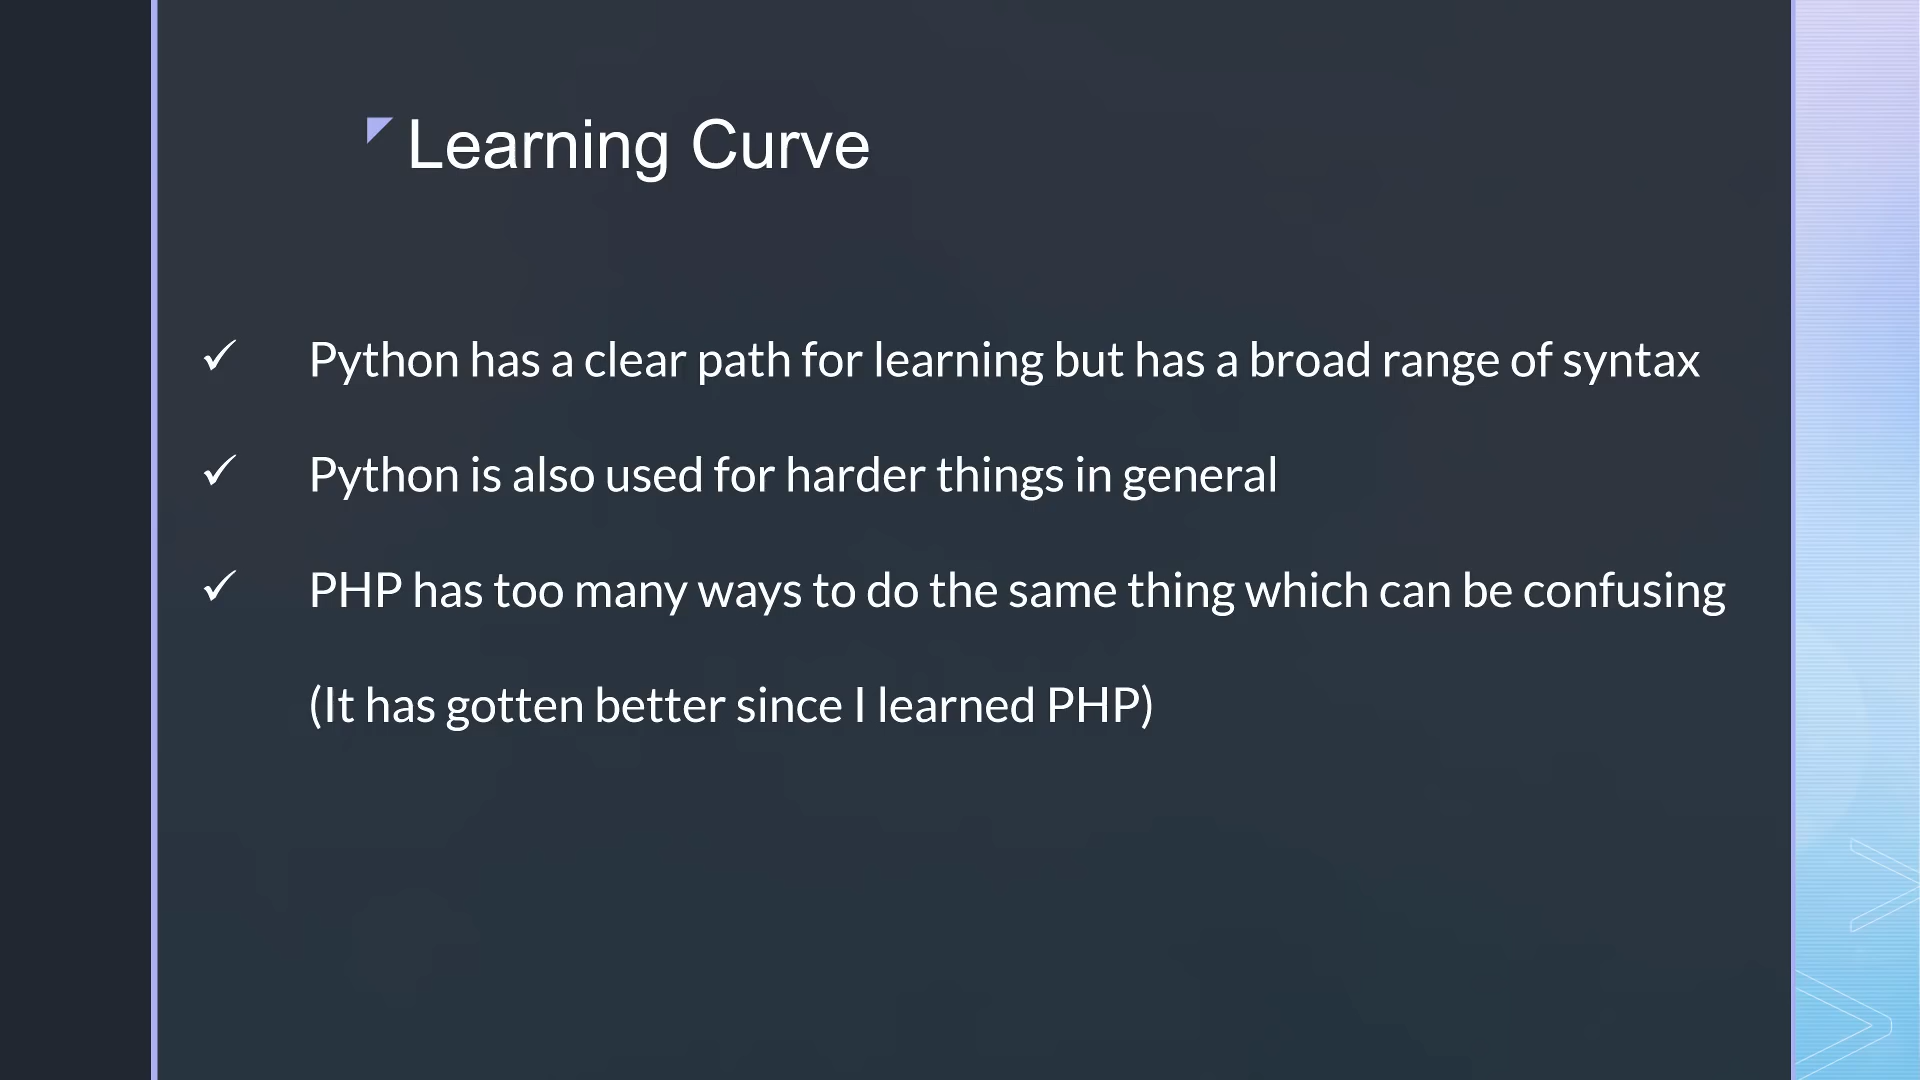 Learning Curve
Python has a clear path for learning but has a broad range of syntax
Python is also used for harder things in general
PHP has too many ways to do the same thing which can be confusing
(It has gotten better since I learned PHP)